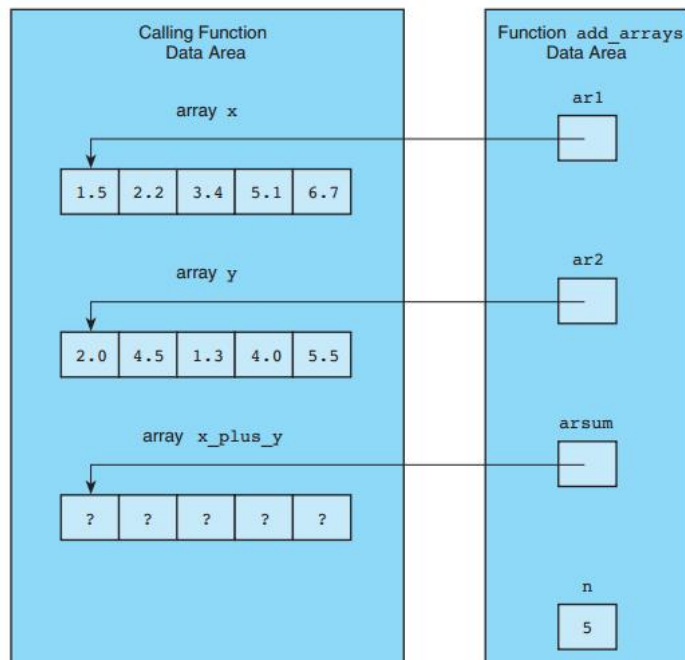 Calling Function
Data Area
array x
1.5 2.2 3.4 5.1 6.7
array y
2.0 4.5 1.3 4.0 5.5
array x_plus_y
? ? ? ? ?
Function add_arrays
Data Area
ar1
ar2
arsum
n
5